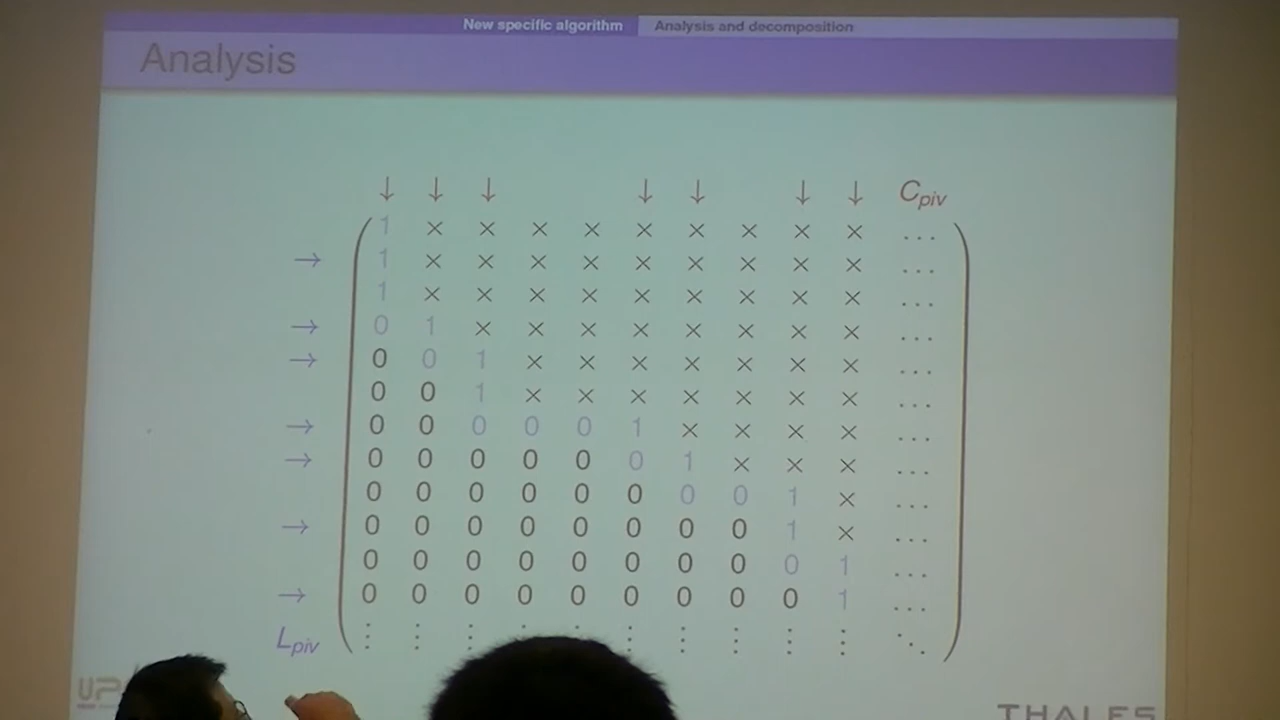 New specific algorithm Analysis and decomposition
Analysis
↓ ↓ ↓ ↓ ↓ ↓ ↓ C_piv
1 × × × × × × × × × ...
→ 1 × × × × × × × × × ...
1 × × × × × × × × × ...
→ 0 1 × × × × × × × × ...
→ 0 0 1 × × × × × × × ...
0 0 1 × × × × × × × ...
→ 0 0 0 0 0 1 × × × × ...
→ 0 0 0 0 0 0 1 × × × ...
0 0 0 0 0 0 0 0 1 × ...
→ 0 0 0 0 0 0 0 0 1 × ...
0 0 0 0 0 0 0 0 0 1 ...
→ 0 0 0 0 0 0 0 0 0 1 ...
L_piv ⋮ ⋮ ⋮ ⋮ ⋮ ⋮ ⋮ ⋮ ⋮ ⋱
THALES